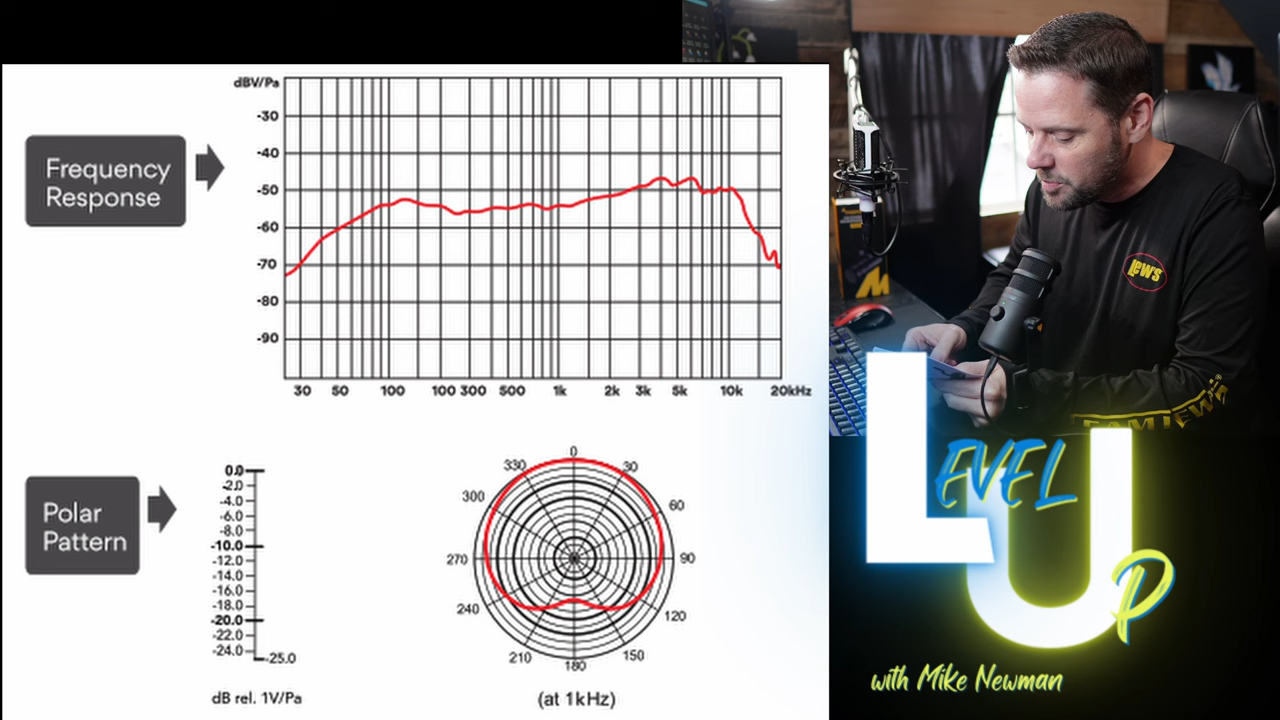 dBV/Pa
-30
-40
-50
-60
-70
-80
-90
30 50 100 100 300 500 1k 2k 3k 5k 10k 20kHz
Frequency
Response
Polar
Pattern
0.0
-2.0
-4.0
-6.0
-8.0
-10.0
-12.0
-14.0
-16.0
-18.0
-20.0
-22.0
-24.0
-25.0
dB rel. 1V/Pa
0
330 30
300 60
270 90
240 120
210 150
180
(at 1kHz)
LEW'S
LEVEL
UP
with Mike Newman